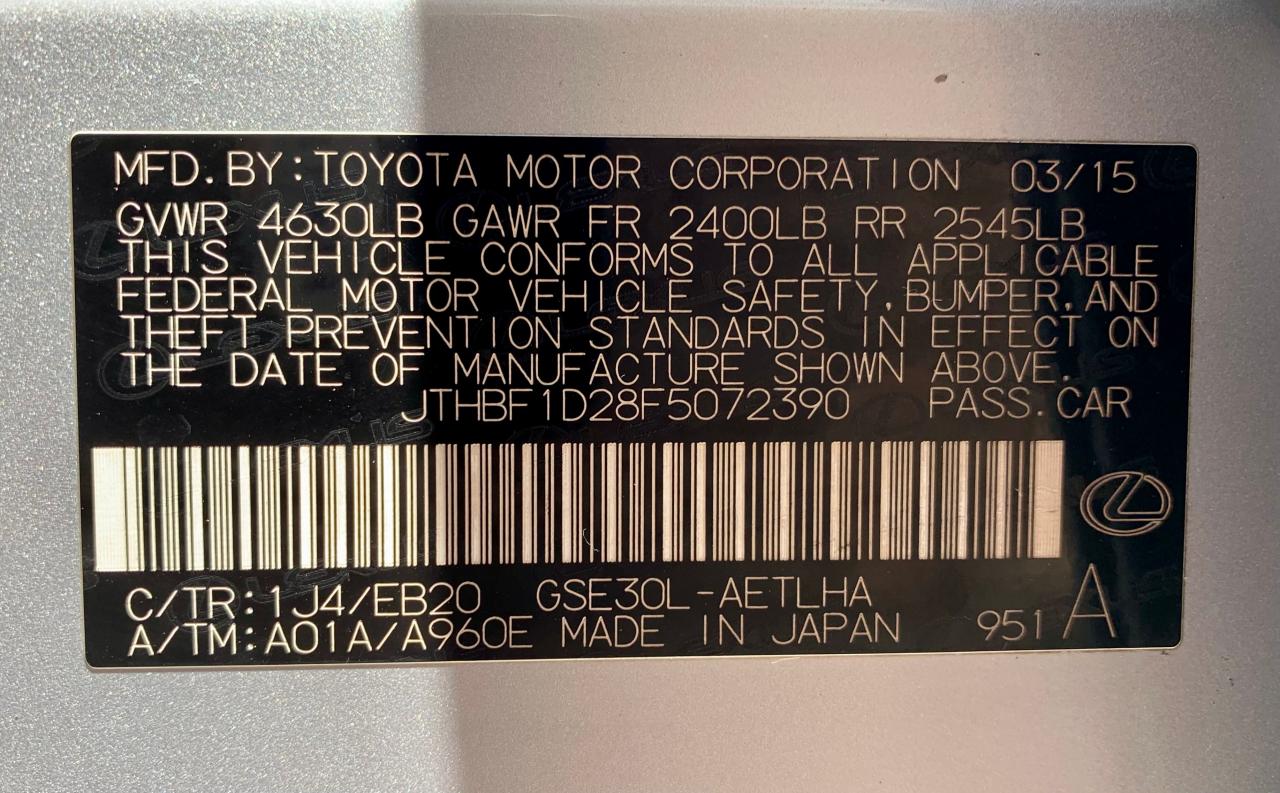 MFD. BY: TOYOTA MOTOR CORPORATION 03/15
GVWR 4630LB GAWR FR 2400LB RR 2545LB
THIS VEHICLE CONFORMS TO ALL APPLICABLE
FEDERAL MOTOR VEHICLE SAFETY, BUMPER, AND
THEFT PREVENTION STANDARDS IN EFFECT ON
THE DATE OF MANUFACTURE SHOWN ABOVE.
JTHBF1D28F5072390 PASS. CAR
C/TR: 1J4/EB20 GSE30L-AETLHA
A/TM: A01A/A960E MADE IN JAPAN 951 A